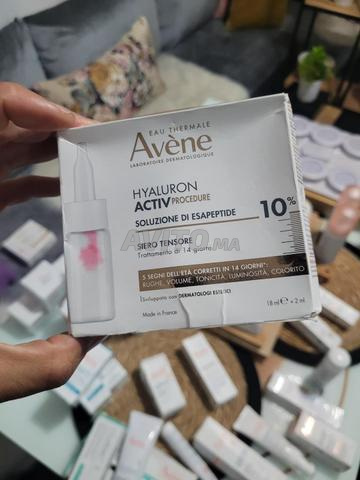 EAU THERMALE
Avène
LABORATOIRE DERMATOLOGIQUE
HYALURON
ACTIV PROCEDURE
SOLUZIONE DI ESAPEPTIDE
10%
SIERO TENSORE
Trattamento di 14 giorni
5 SEGNI DELL'ETÀ CORRETTI IN 14 GIORNI*:
RUGHE, VOLUME, TONICITÀ, LUMINOSITÀ, COLORITO
Sviluppato con DERMATOLOGI ESTETICI
Made in France
18 ml e + 2 ml
AVITO.ma